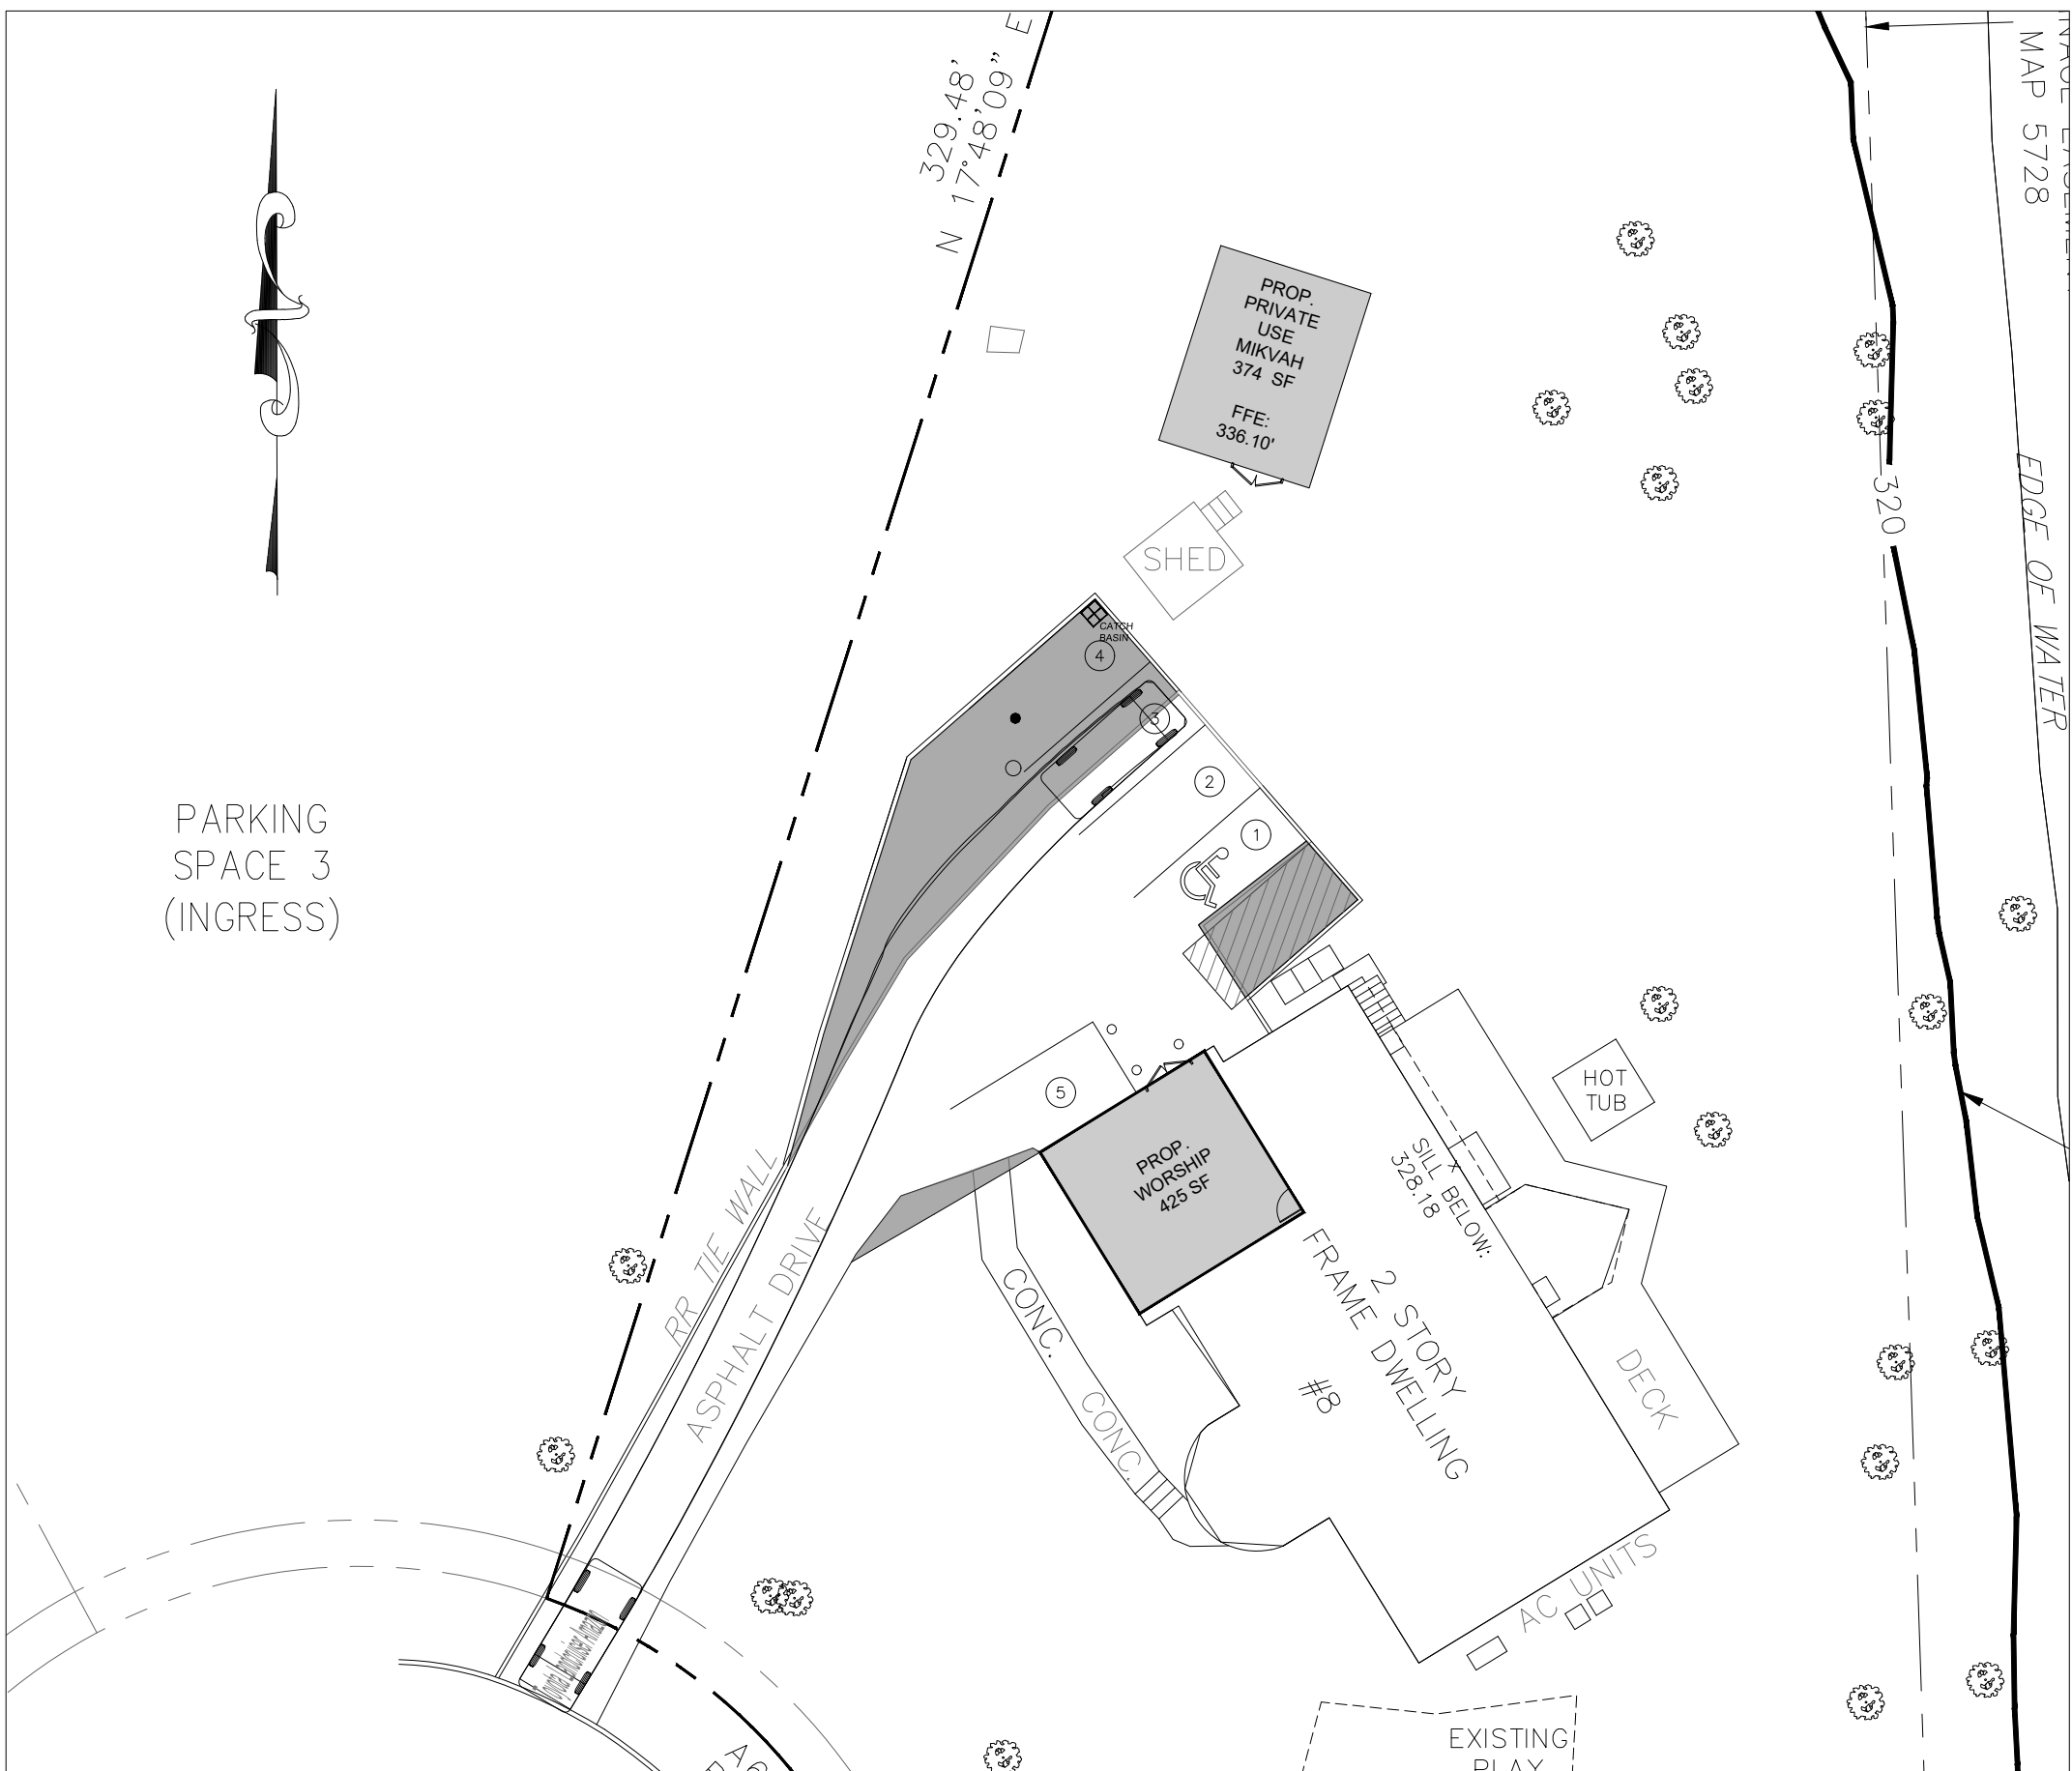 329.48'
N 17°48'09" E
MAP 5728
PROP.
PRIVATE
USE
MIKVAH
374 SF
FFE:
336.10'
320
EDGE OF WATER
SHED
CATCH
BASIN
4
3
2
1
PARKING
SPACE 3
(INGRESS)
5
HOT
TUB
PROP.
WORSHIP
425 SF
SILL BELOW:
328.18
RR TIE WALL
ASPHALT DRIVE
CONC.
CONC.
2 STORY
FRAME DWELLING
#8
DECK
AC UNITS
EXISTING
PLAY